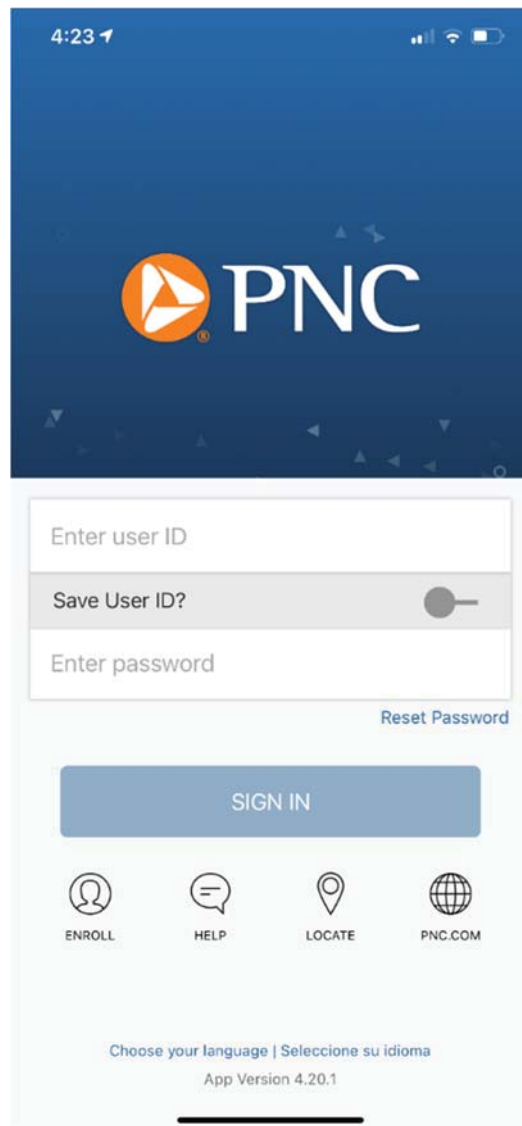 4:23
PNC
®
Enter user ID
Save User ID?
Enter password
Reset Password
SIGN IN
ENROLL HELP LOCATE PNC.COM
Choose your language | Seleccione su idioma
App Version 4.20.1